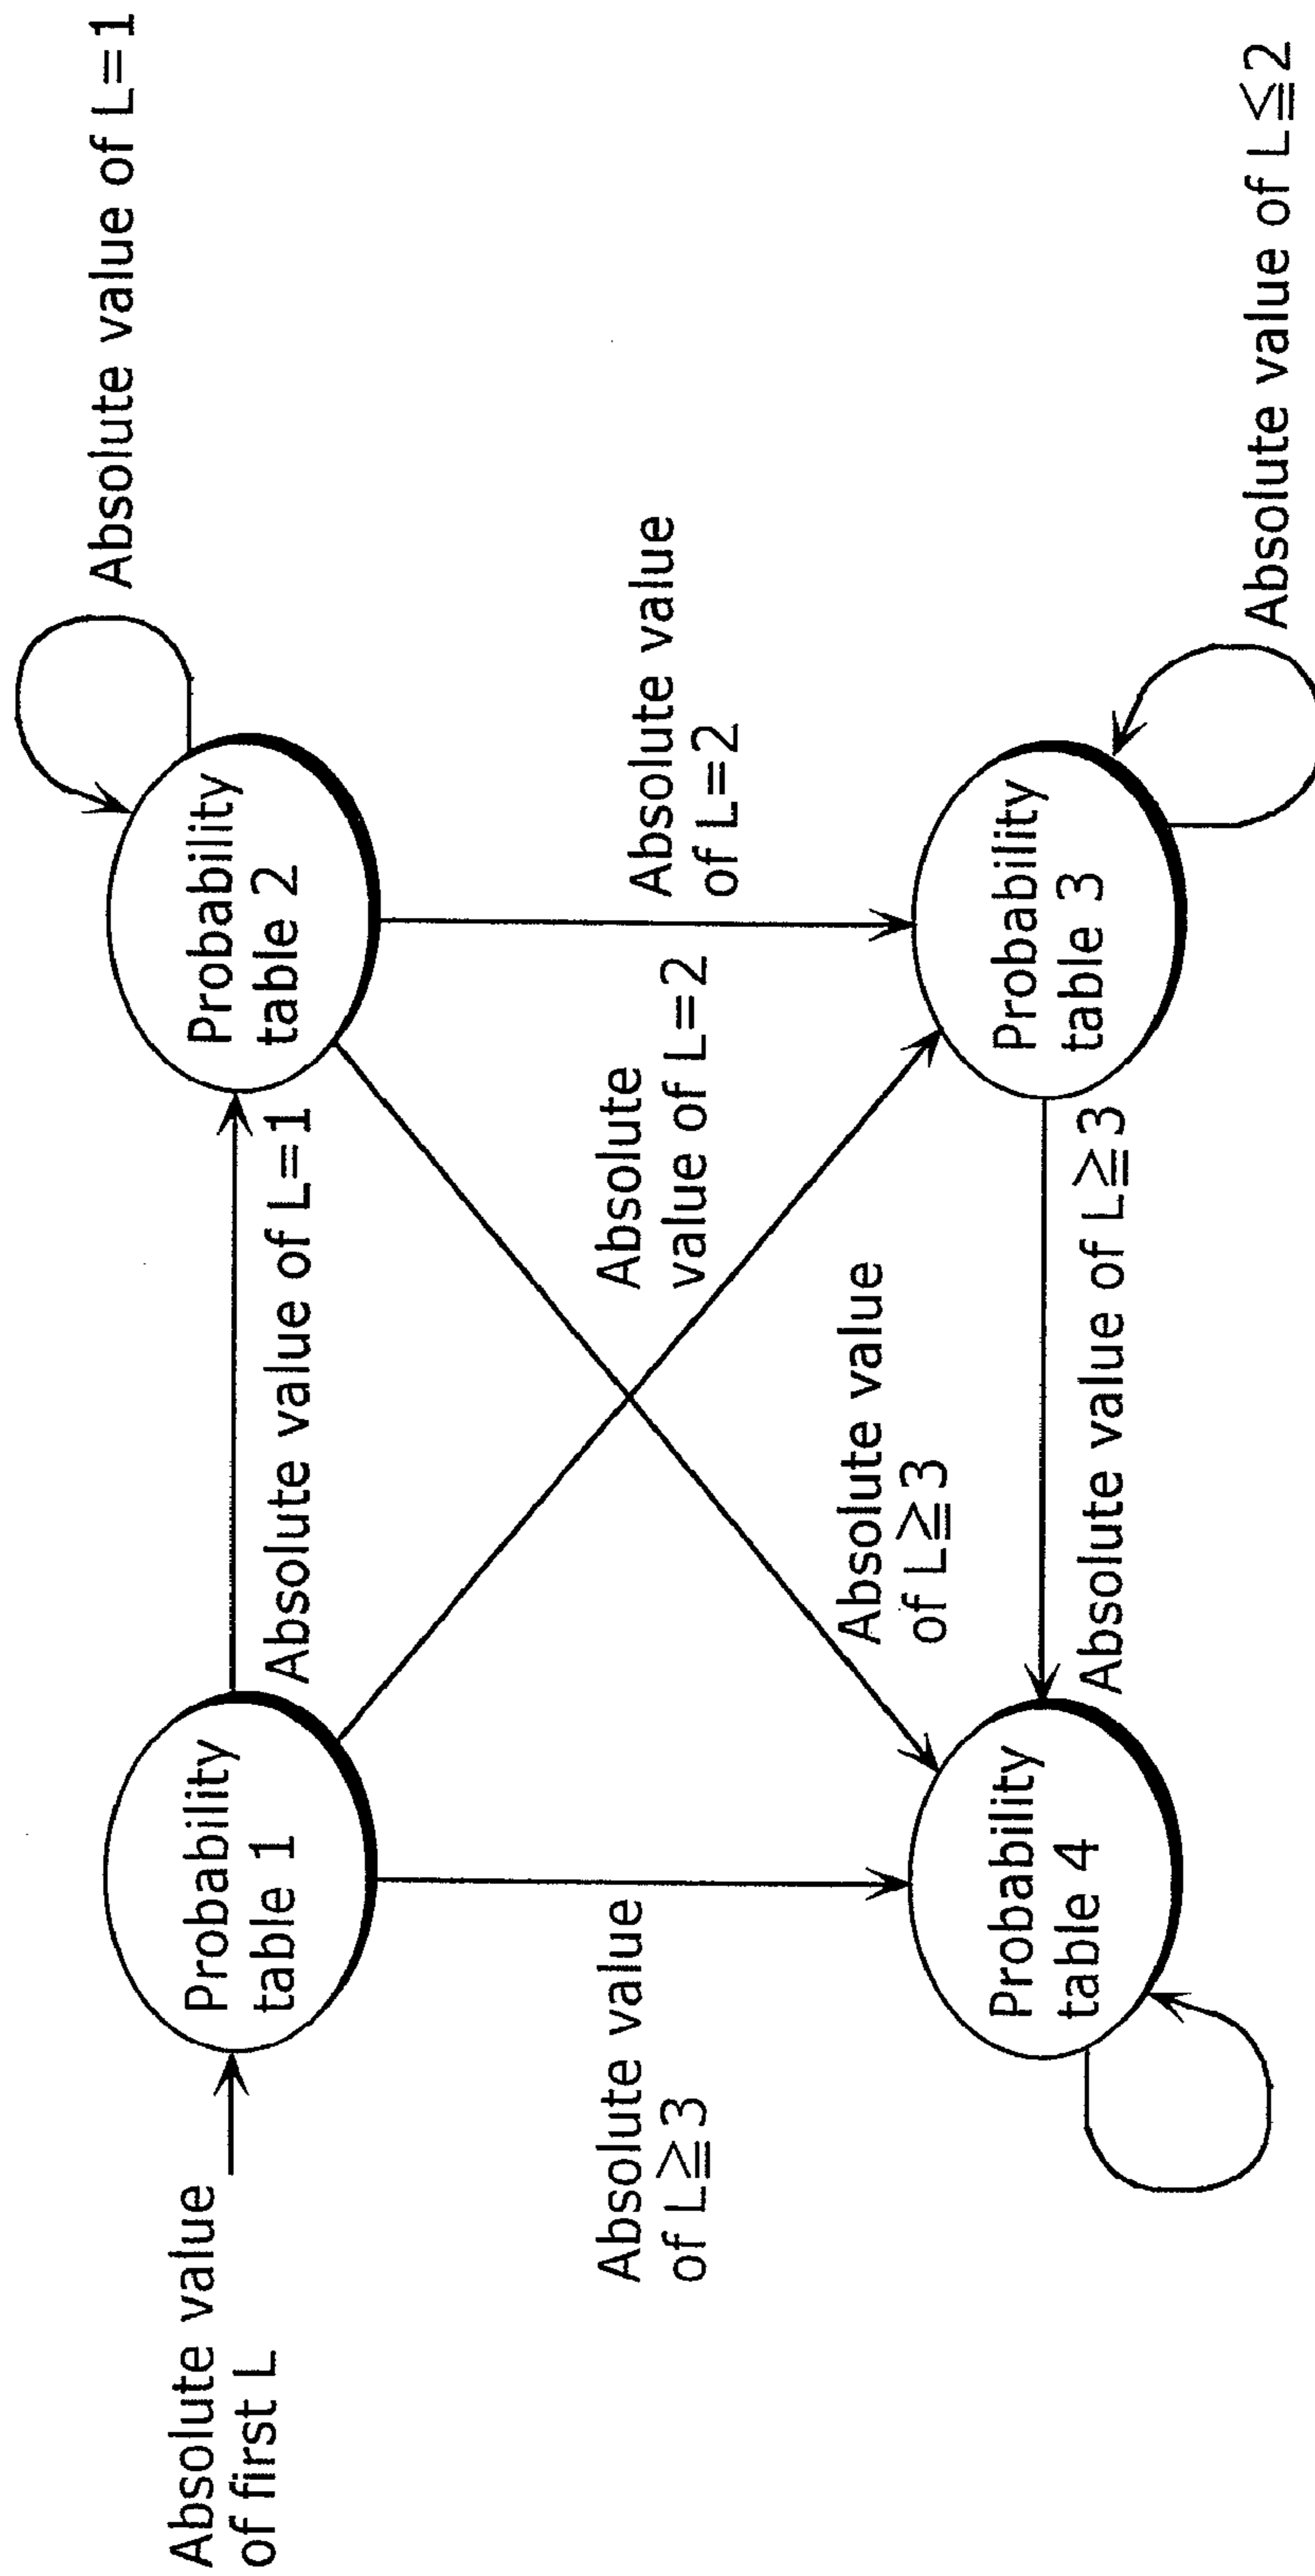 Absolute value
of first L
Probability
table 1
Absolute value of L=1
Probability
table 2
Absolute value of L=1
Absolute value
of L≧3
Absolute
value of L=2
Absolute value
of L=2
Absolute value
of L≧3
Probability
table 4
Absolute value of L≧3
Probability
table 3
Absolute value of L≦2